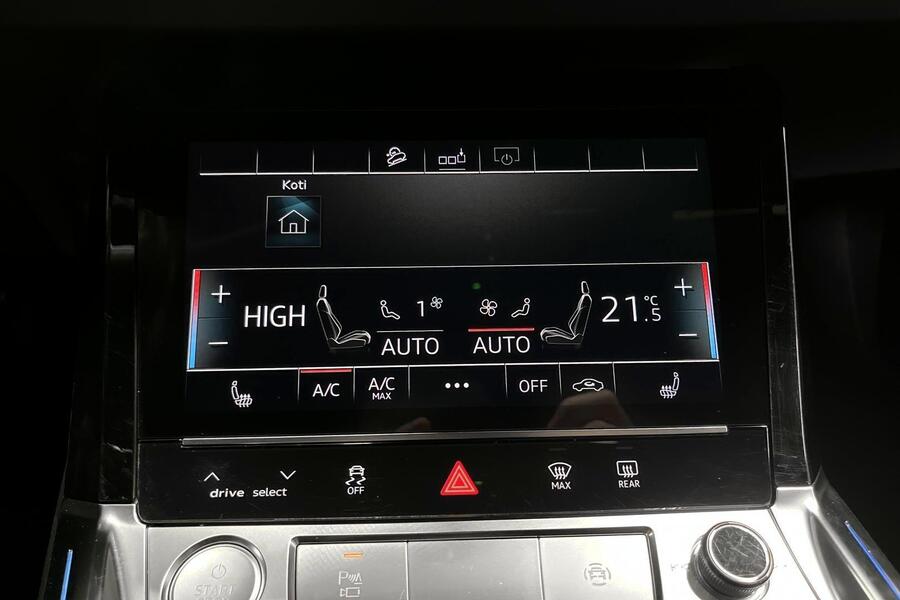 Koti
HIGH
1
21.5 °C
AUTO
AUTO
A/C
A/C
MAX
OFF
drive select
OFF
MAX
REAR
START
P